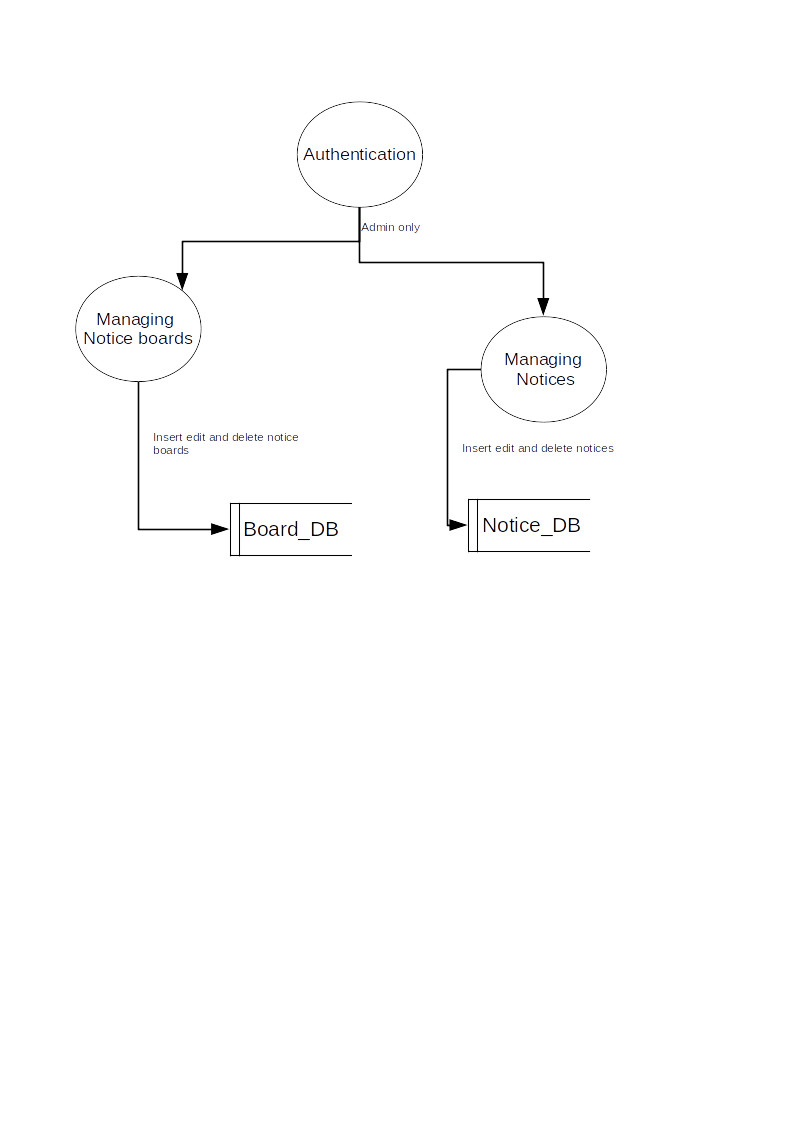 Authentication
Admin only
Managing
Notice boards
Managing
Notices
Insert edit and delete notice
boards
Insert edit and delete notices
Board_DB
Notice_DB